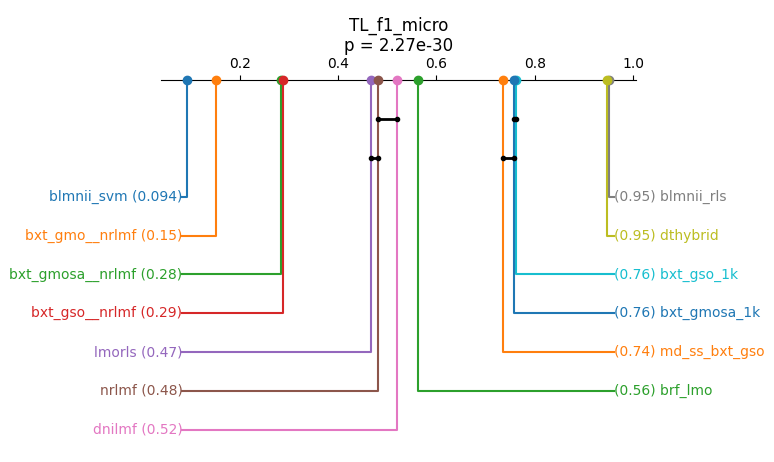 TL_f1_micro
p = 2.27e-30
0.2 0.4 0.6 0.8 1.0
blmnii_svm (0.094) (0.95) blmnii_rls
bxt_gmo__nrlmf (0.15) (0.95) dthybrid
bxt_gmosa__nrlmf (0.28) (0.76) bxt_gso_1k
bxt_gso__nrlmf (0.29) (0.76) bxt_gmosa_1k
lmorls (0.47) (0.74) md_ss_bxt_gso
nrlmf (0.48) (0.56) brf_lmo
dnilmf (0.52)